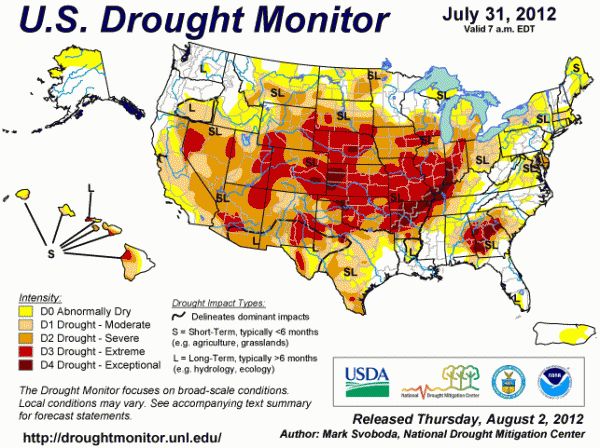 U.S. Drought Monitor
July 31, 2012
Valid 7 a.m. EDT
L
S
SL
SL
SL
L
SL
SL
SL
SL
SL
SL
SL
L
L
SL
SL
L
L
S
Intensity:
D0 Abnormally Dry
D1 Drought - Moderate
D2 Drought - Severe
D3 Drought - Extreme
D4 Drought - Exceptional
Drought Impact Types:
Delineates dominant impacts
S = Short-Term, typically <6 months
(e.g. agriculture, grasslands)
L = Long-Term, typically >6 months
(e.g. hydrology, ecology)
The Drought Monitor focuses on broad-scale conditions.
Local conditions may vary. See accompanying text summary
for forecast statements.
http://droughtmonitor.unl.edu/
USDA
National Drought Mitigation Center
NOAA
Released Thursday, August 2, 2012
Author: Mark Svoboda, National Drought Mitigation Center